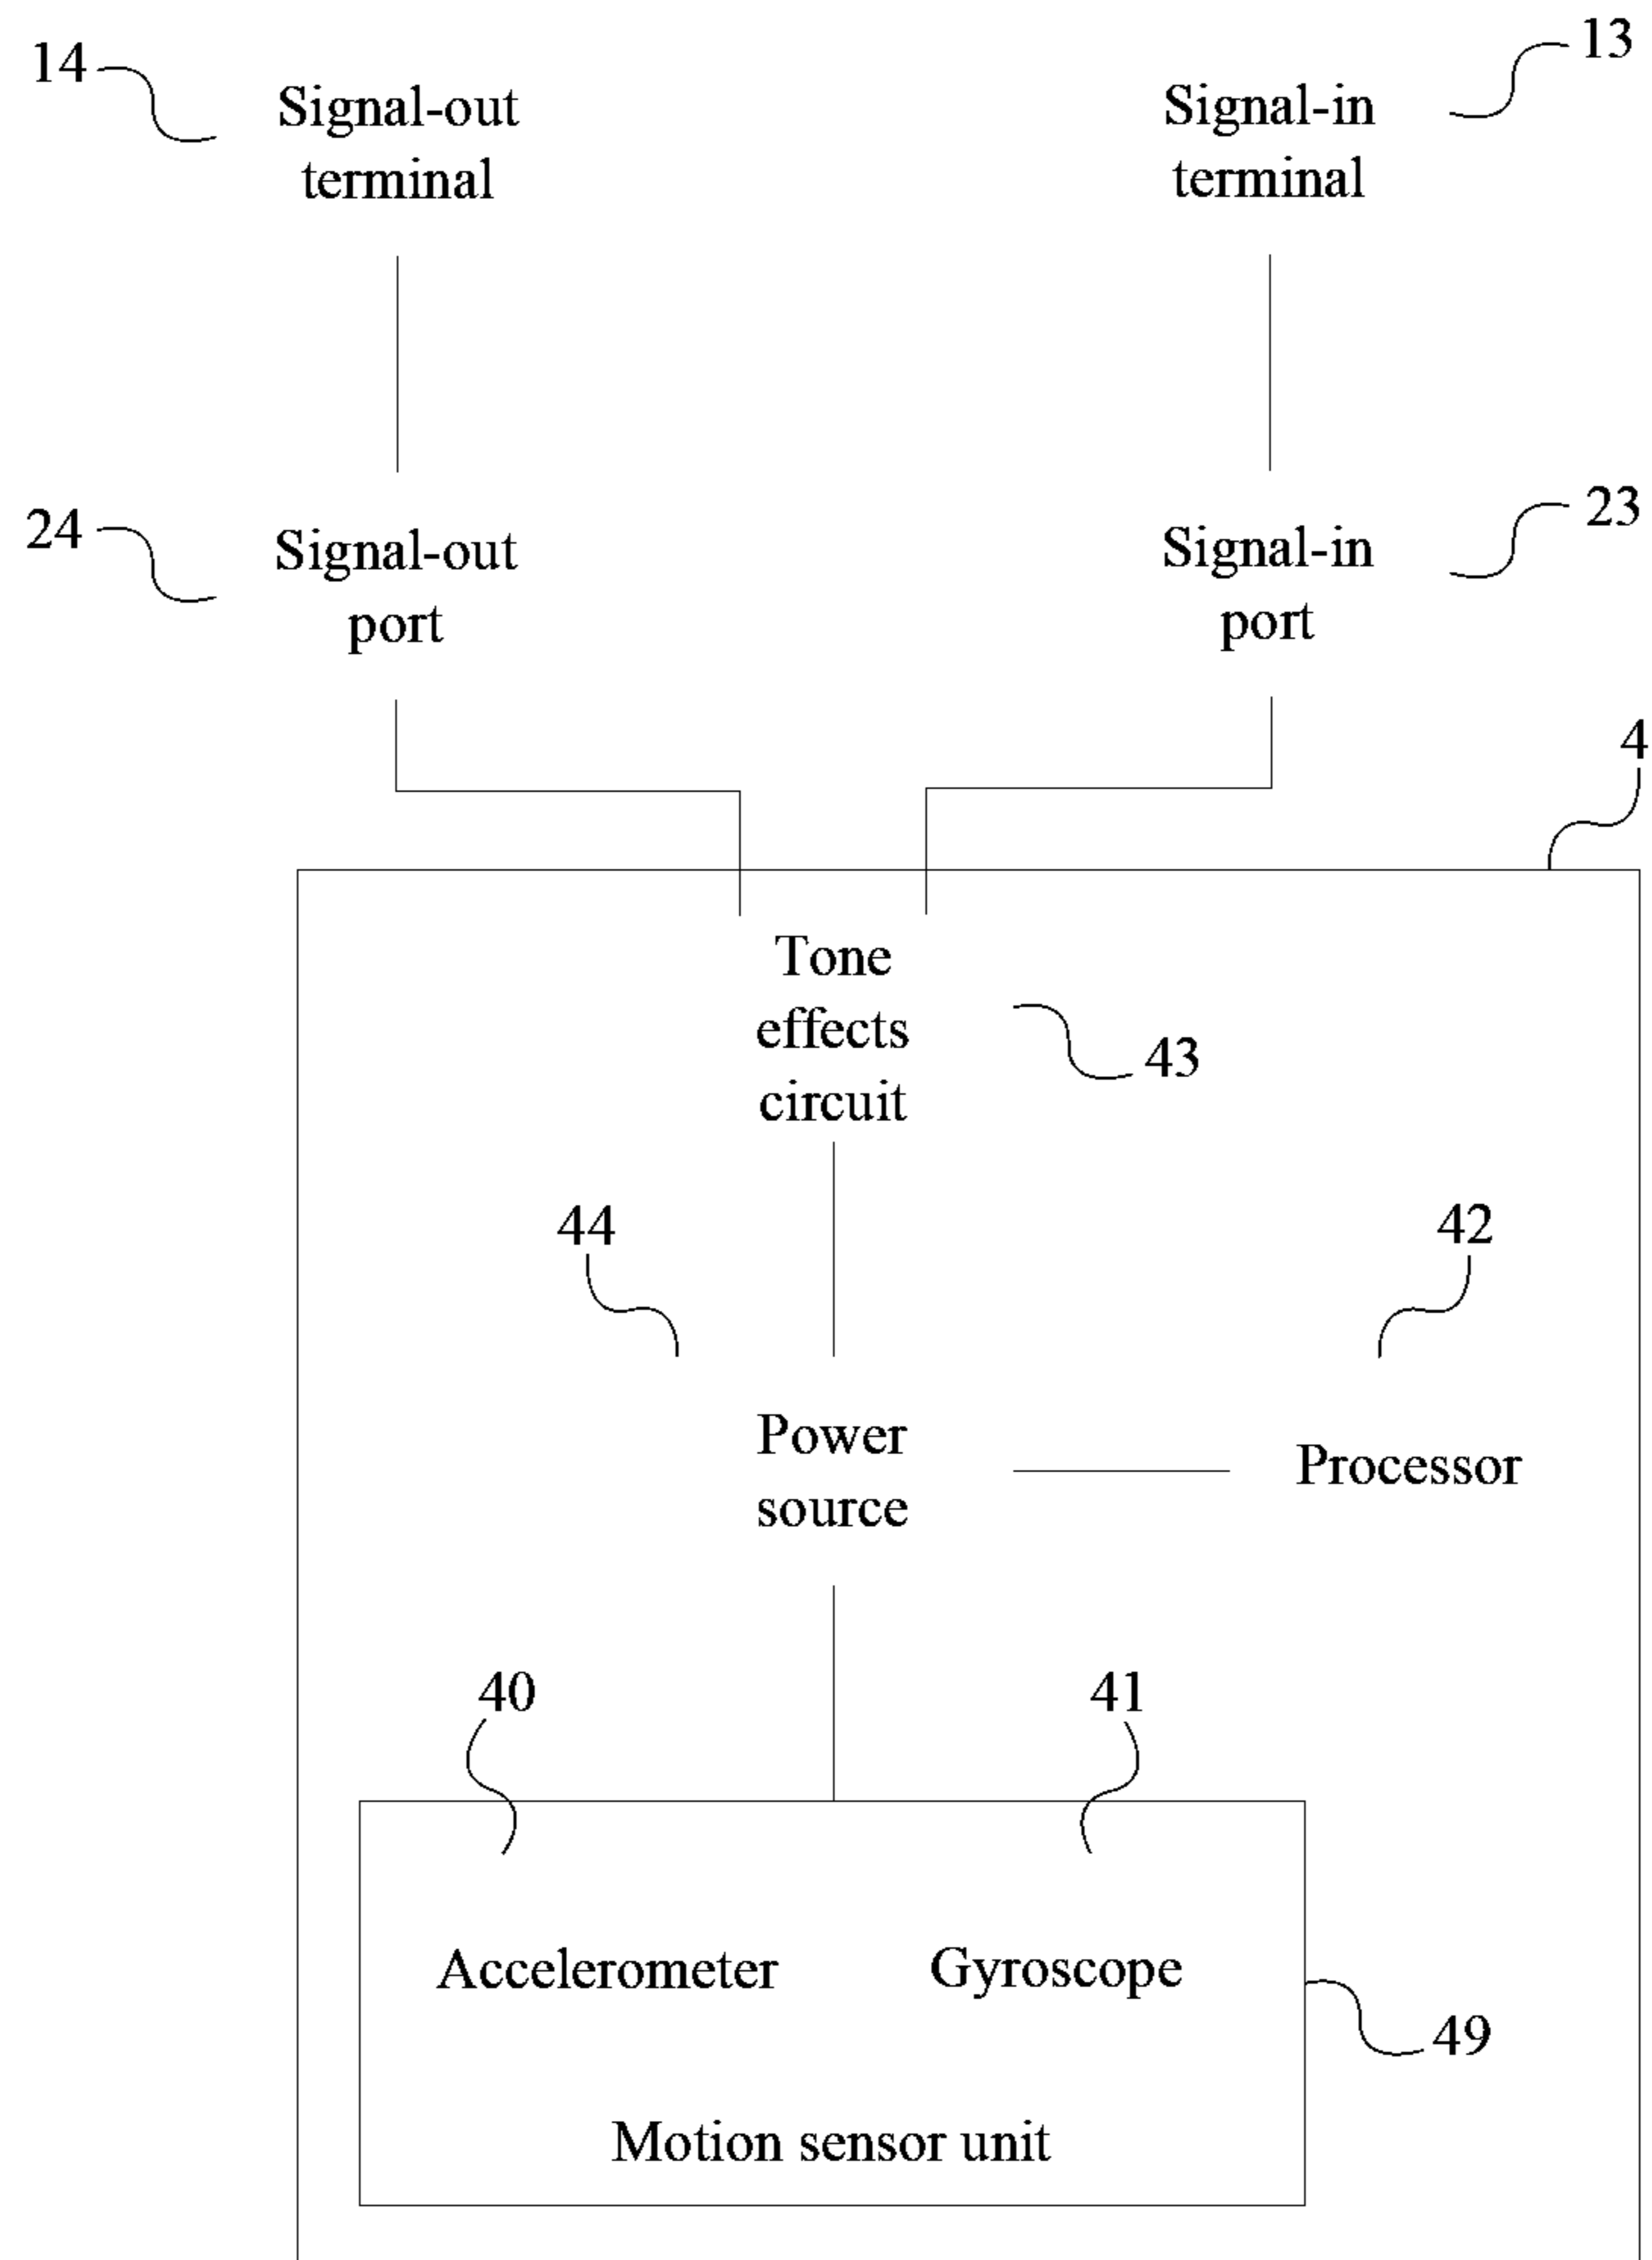 14
Signal-out
terminal
Signal-in
terminal
13
24
Signal-out
port
Signal-in
port
23
4
Tone
effects
circuit
43
44
42
Power
source
Processor
40
41
Accelerometer
Gyroscope
49
Motion sensor unit